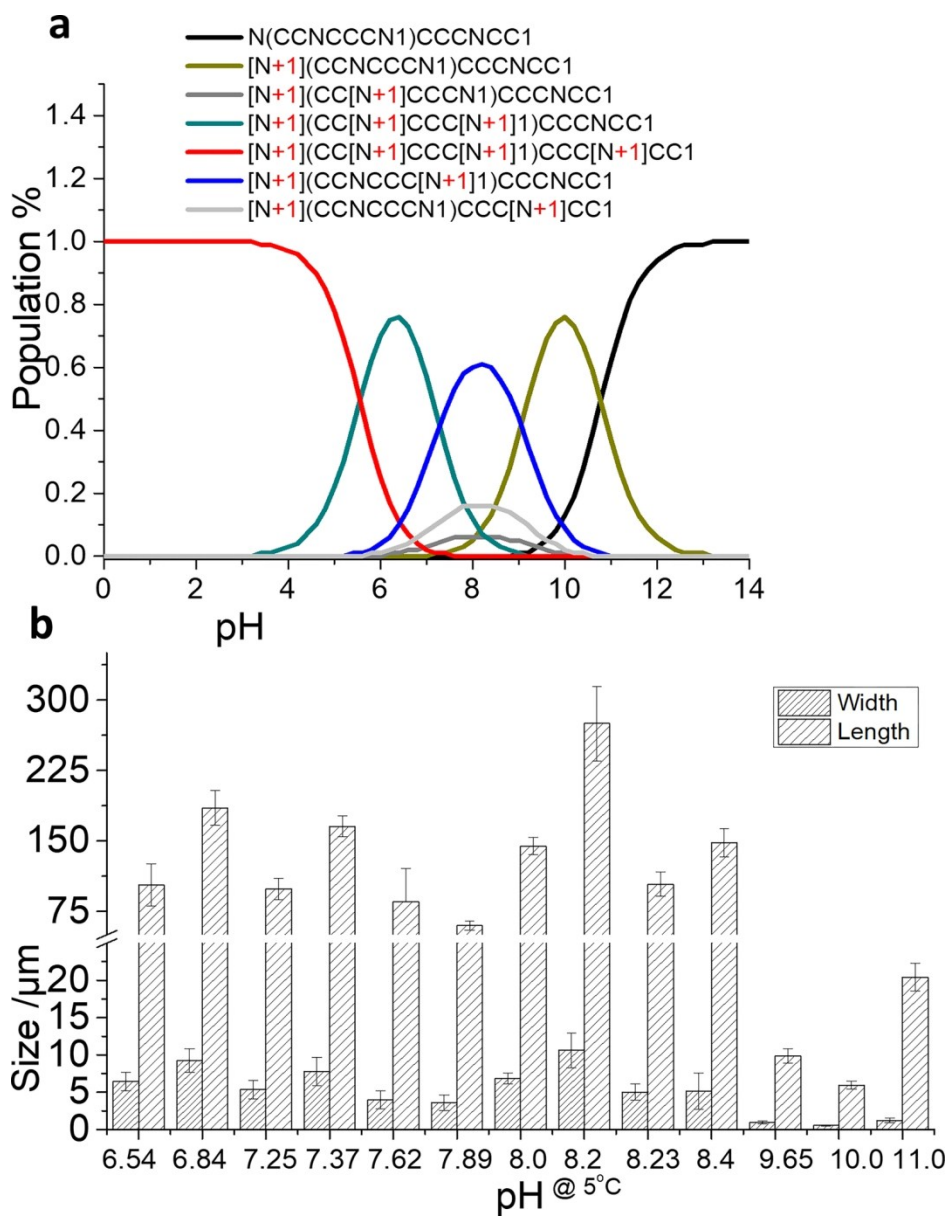 a
N(CCNCCCN1)CCCNCC1
[N+1](CCNCCCN1)CCCNCC1
[N+1](CC[N+1]CCCN1)CCCNCC1
[N+1](CC[N+1]CCC[N+1]1)CCCNCC1
[N+1](CC[N+1]CCC[N+1]1)CCC[N+1]CC1
[N+1](CCNCCC[N+1]1)CCCNCC1
[N+1](CCNCCCN1)CCC[N+1]CC1
Population %
1.4
1.2
1.0
0.8
0.6
0.4
0.2
0.0
0 2 4 6 8 10 12 14
pH
b
Width
Length
Size /μm
300
225
150
75
20
15
10
5
0
6.54 6.84 7.25 7.37 7.62 7.89 8.0 8.2 8.23 8.4 9.65 10.0 11.0
pH @ 5°C